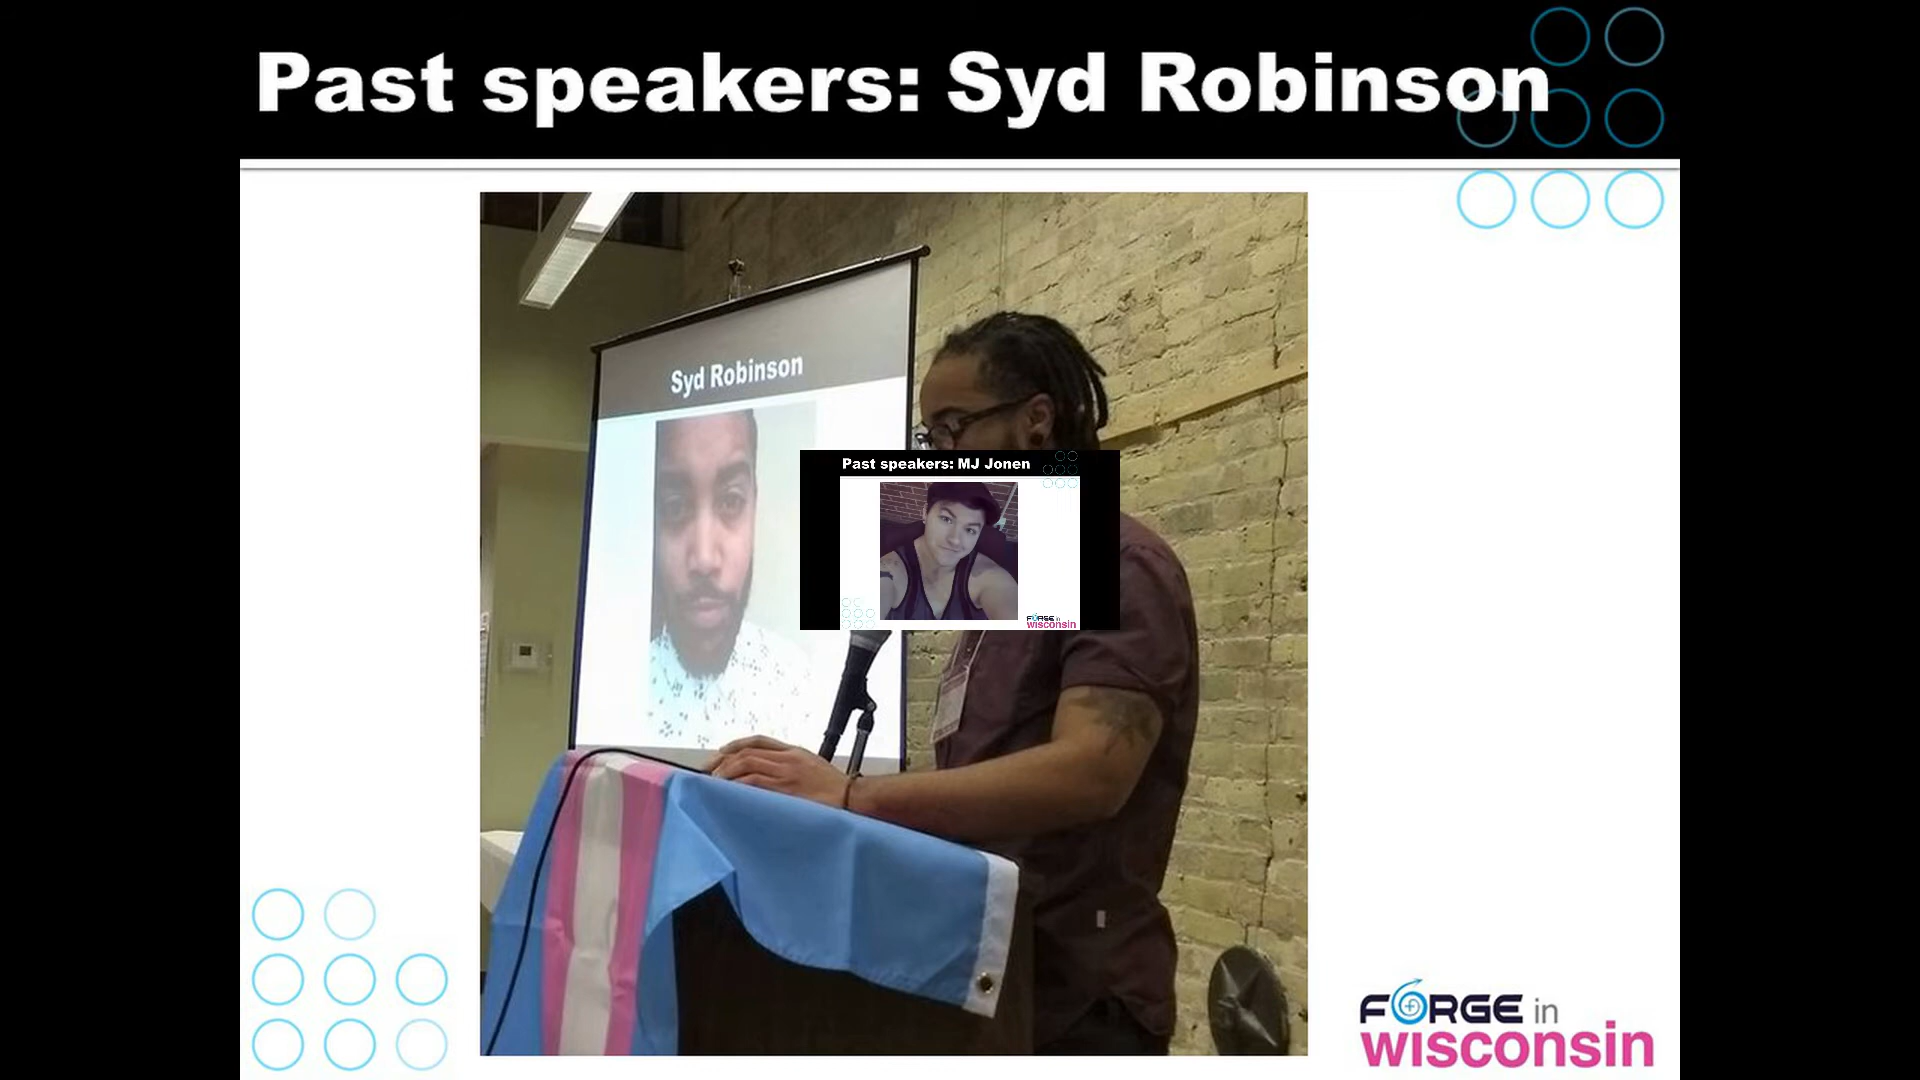 Past speakers: Syd Robinson
Syd Robinson
Past speakers: MJ Jonen
FORGE in
wisconsin
FORGE in
wisconsin